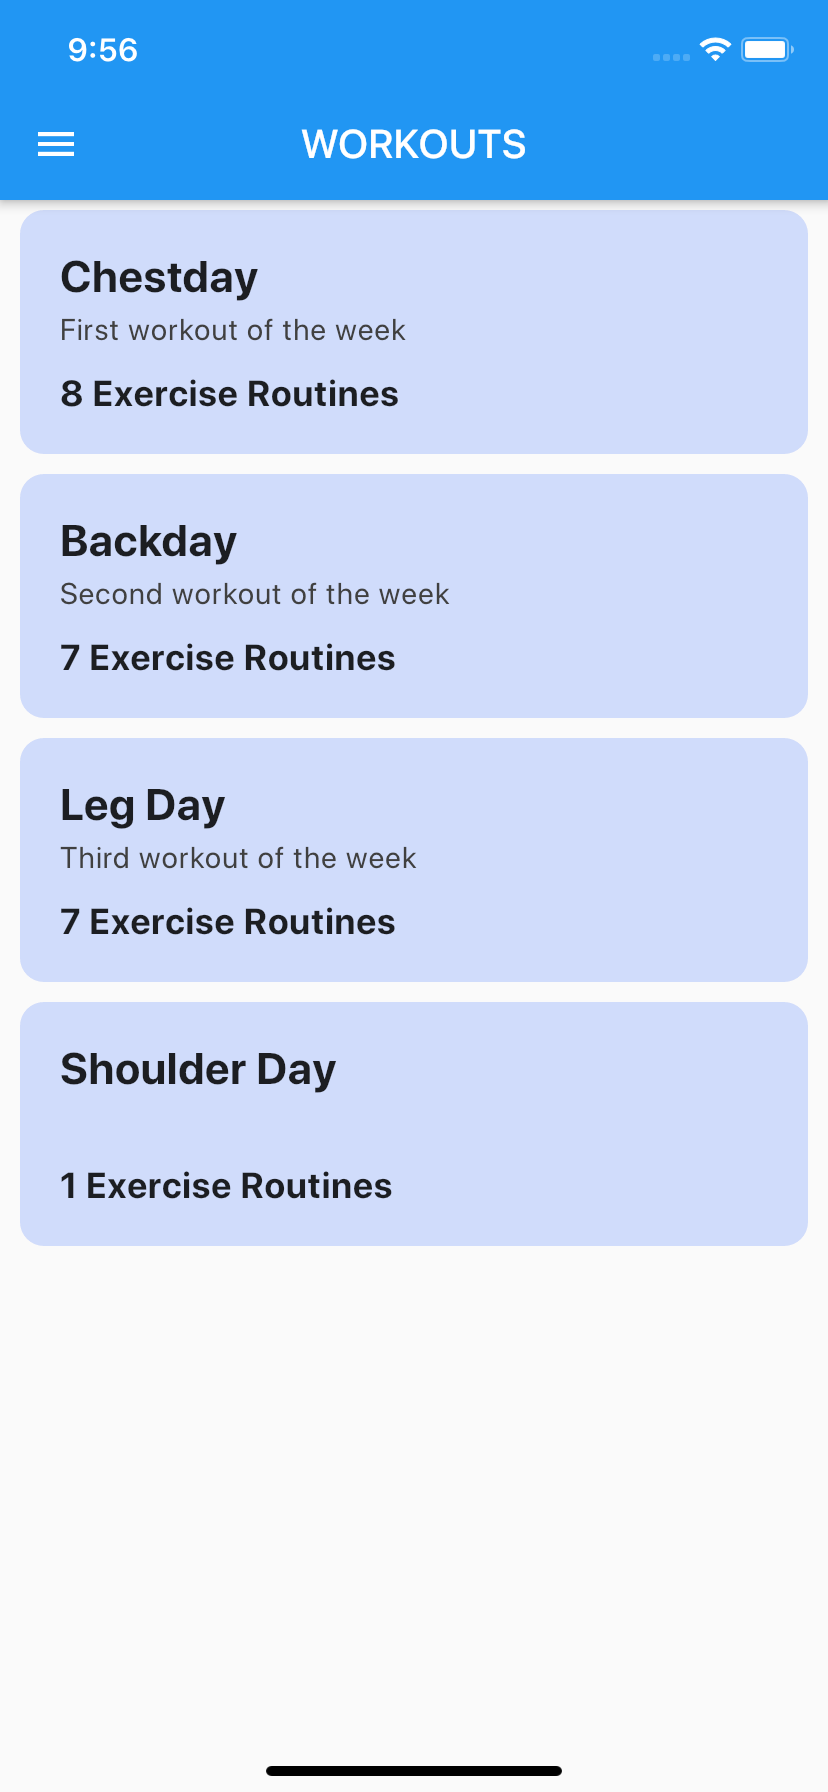 9:56
WORKOUTS
Chestday
First workout of the week
8 Exercise Routines
Backday
Second workout of the week
7 Exercise Routines
Leg Day
Third workout of the week
7 Exercise Routines
Shoulder Day
1 Exercise Routines